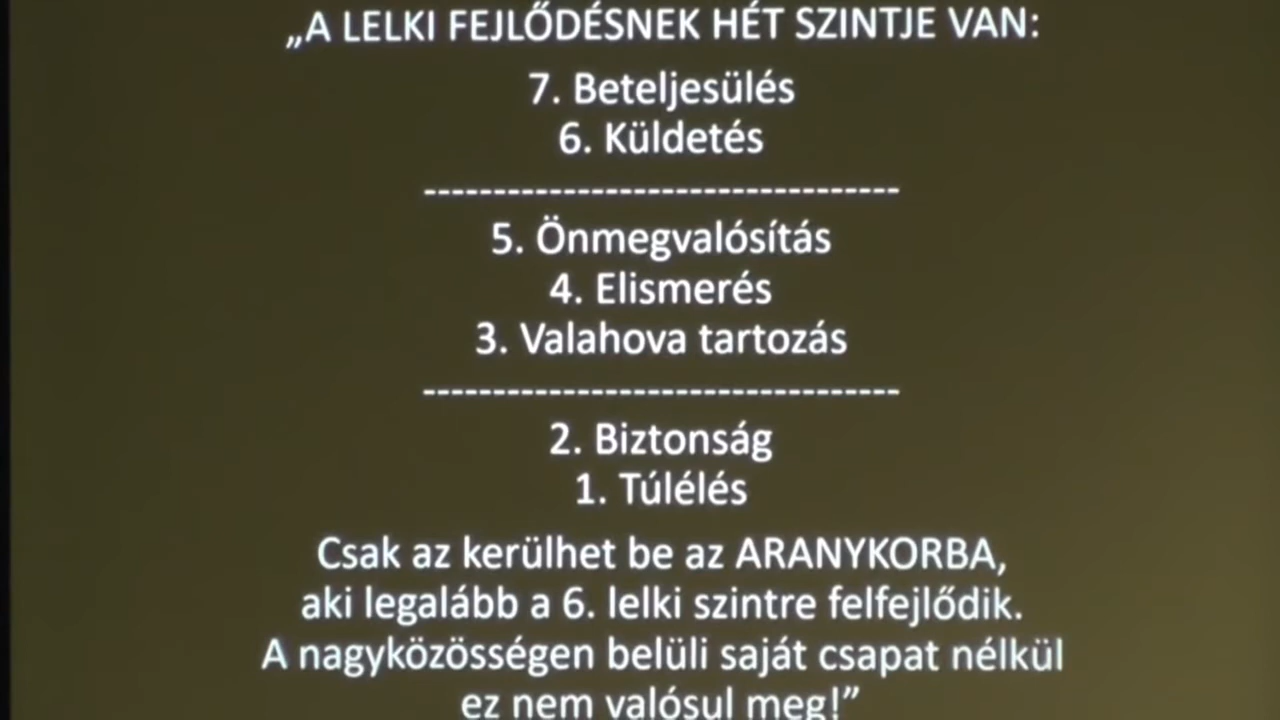 „A LELKI FEJLŐDÉSNEK HÉT SZINTJE VAN:
7. Beteljesülés
6. Küldetés
----------------------------------
5. Önmegvalósítás
4. Elismerés
3. Valahova tartozás
----------------------------------
2. Biztonság
1. Túlélés
Csak az kerülhet be az ARANYKORBA,
aki legalább a 6. lelki szintre felfejlődik.
A nagyközösségen belüli saját csapat nélkül
ez nem valósul meg!”